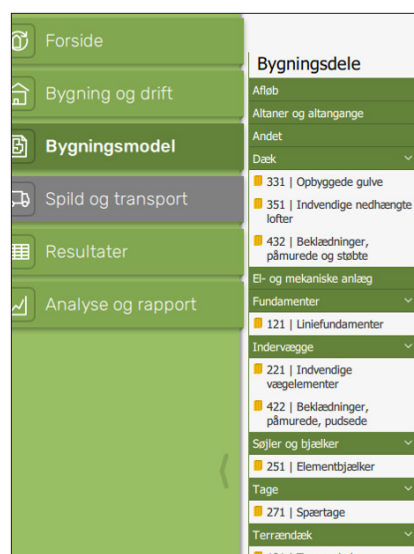 Forside
Bygning og drift
Bygningsmodel
Spild og transport
Resultater
Analyse og rapport
Bygningsdele
Afløb
Altaner og altangange
Andet
Dæk
331 | Opbyggede gulve
351 | Indvendige nedhængte
lofter
432 | Beklædninger,
påmurede og støbte
El- og mekaniske anlæg
Fundamenter
121 | Liniefundamenter
Indervægge
221 | Indvendige
vægelementer
422 | Beklædninger,
påmurede, pudsede
Søjler og bjælker
251 | Elementbjælker
Tage
271 | Spærtage
Terrændæk